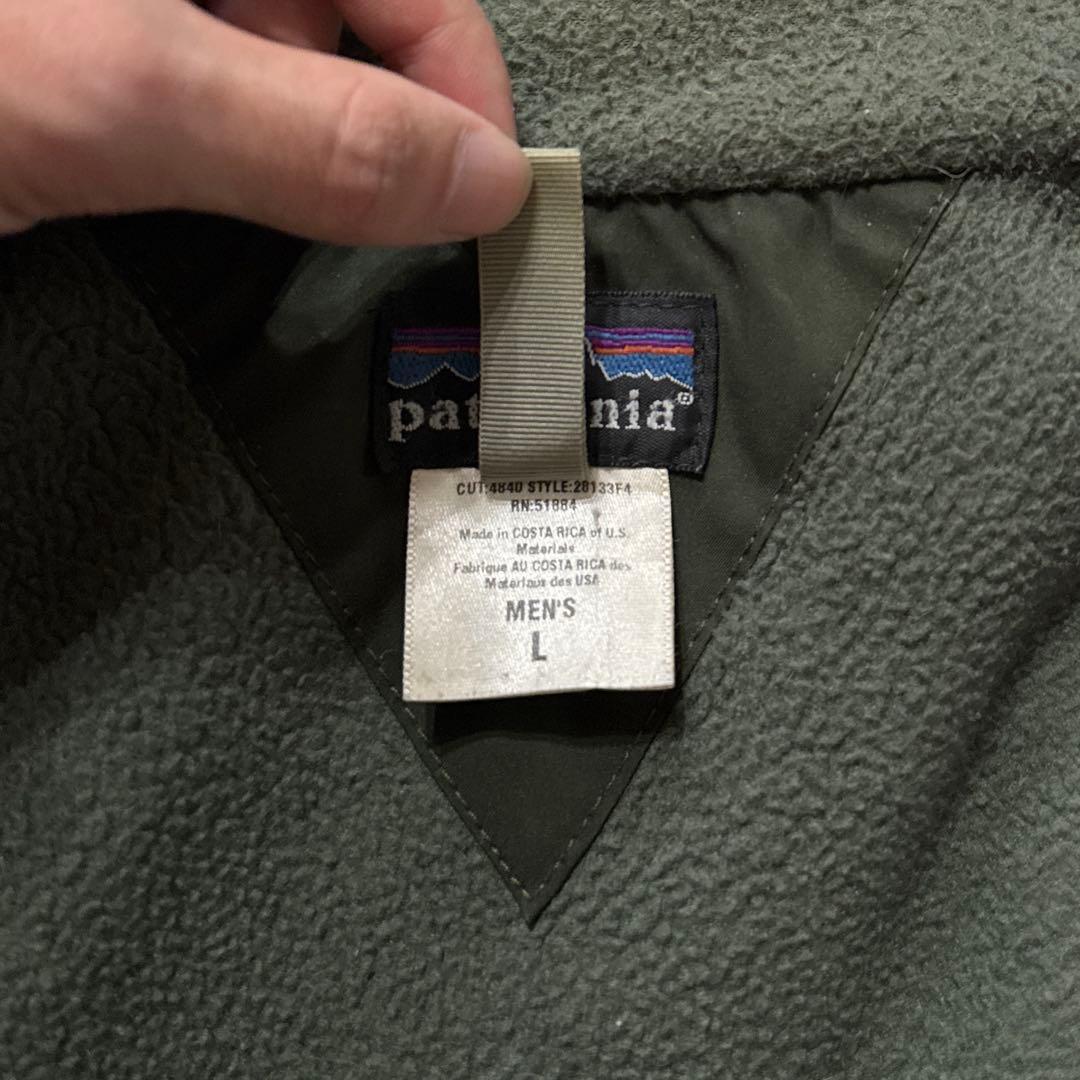 pat nia®
CUT:4840 STYLE:28133F4
RN:51884
Made in COSTA RICA of U.S.
Materials
Fabrique AU COSTA RICA des
Materiaux des USA
MEN'S
L